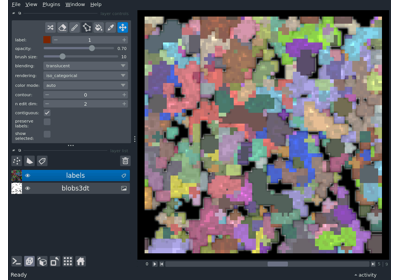 File View Plugins Window Help
label: 1
opacity: 0.70
brush size: 10
blending: translucent
rendering: iso_categorical
color mode: auto
contour: 0
n edit dim: 2
contiguous:
preserve
labels:
show
selected:
labels
blobs3dt
Ready
activity